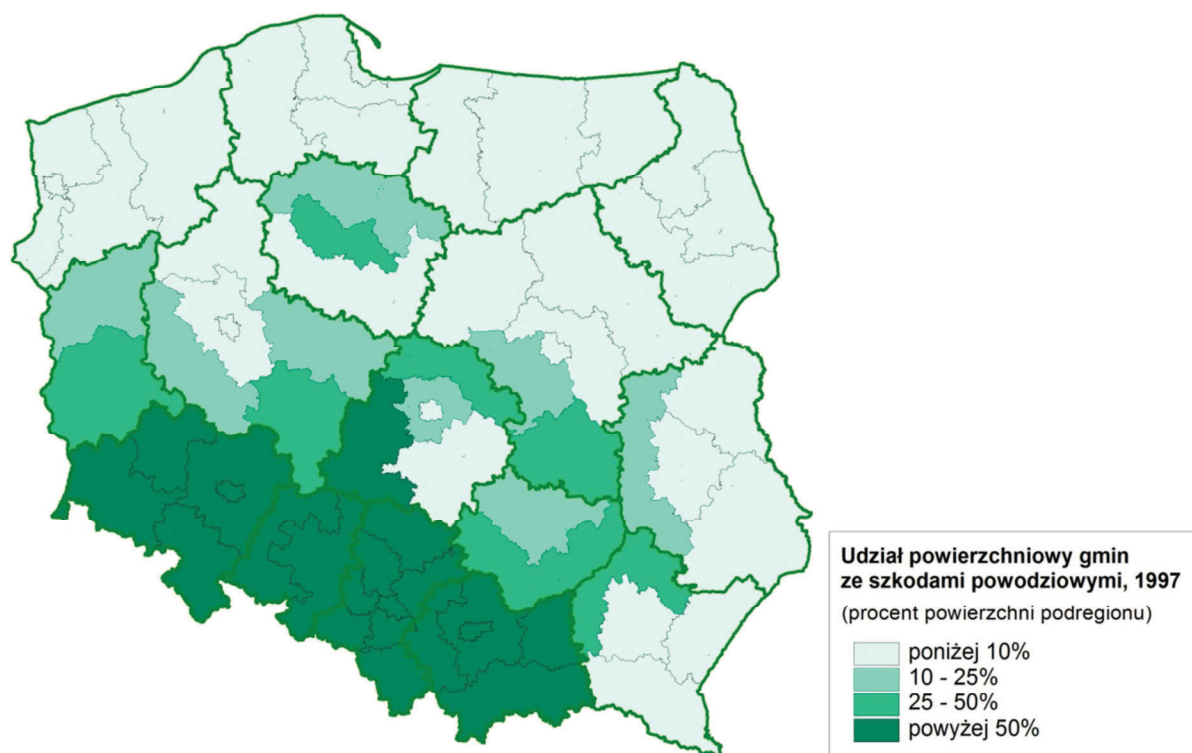 Udział powierzchniowy gmin
ze szkodami powodziowymi, 1997
(procent powierzchni podregionu)
poniżej 10%
10 - 25%
25 - 50%
powyżej 50%